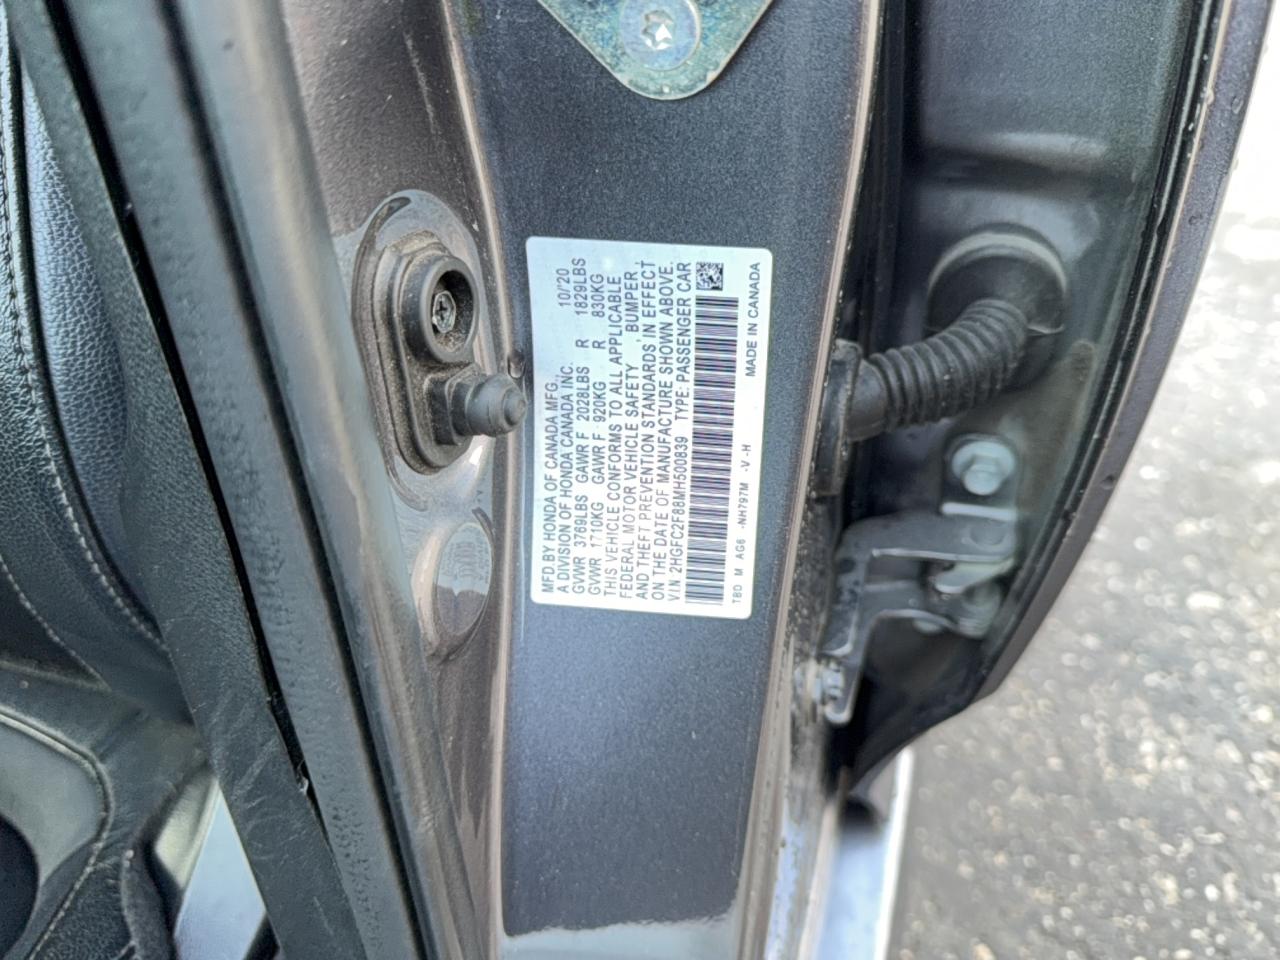 MFD.BY HONDA OF CANADA MFG., 10/20
A DIVISION OF HONDA CANADA INC.
GVWR 3769LBS GAWR F 2028LBS R 1829LBS
GVWR 1710KG GAWR F 920KG R 830KG
THIS VEHICLE CONFORMS TO ALL APPLICABLE
FEDERAL MOTOR VEHICLE SAFETY, BUMPER,
AND THEFT PREVENTION STANDARDS IN EFFECT
ON THE DATE OF MANUFACTURE SHOWN ABOVE.
V.I.N: 2HGFC2F88MH500839 TYPE: PASSENGER CAR
TBD M AG6 -NH797M -V -H MADE IN CANADA